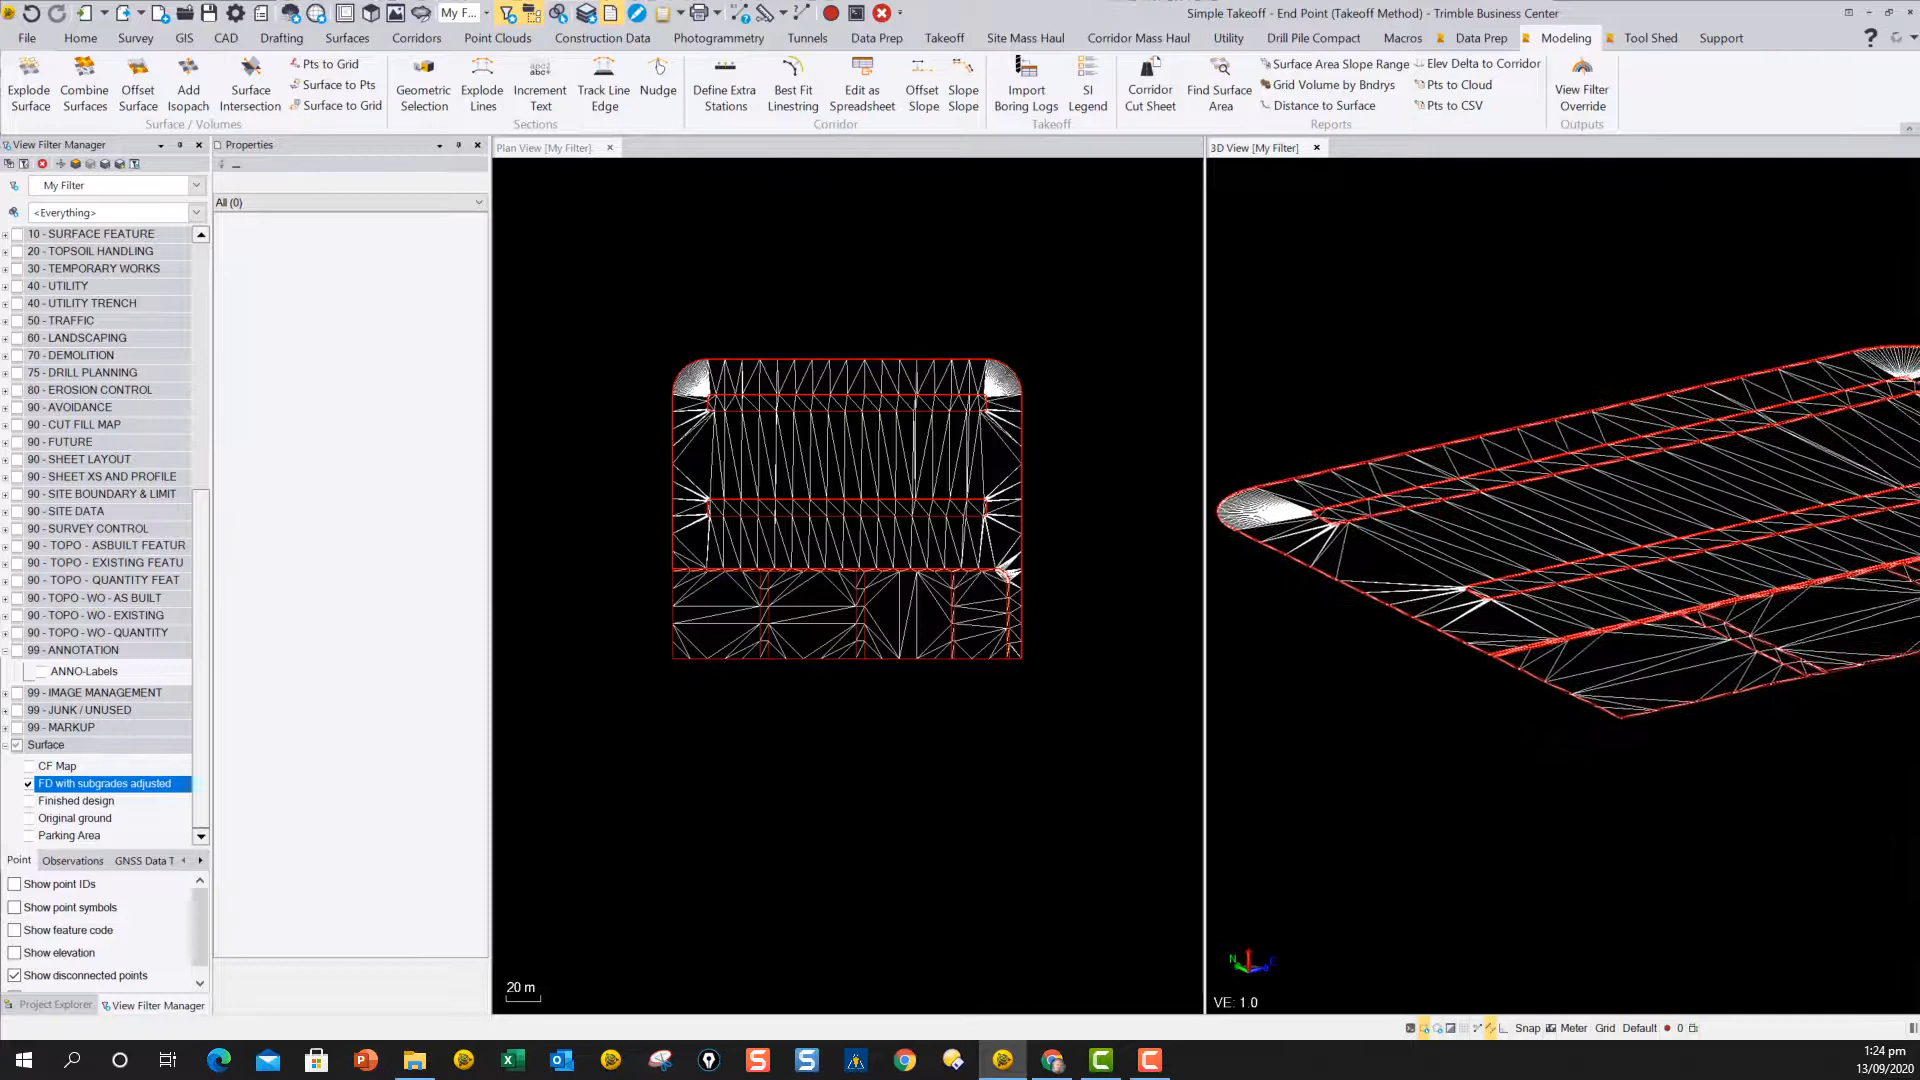 My F...
Simple Takeoff - End Point (Takeoff Method) - Trimble Business Center
File Home Survey GIS CAD Drafting Surfaces Corridors Point Clouds Construction Data Photogrammetry Tunnels Data Prep Takeoff Site Mass Haul Corridor Mass Haul Utility Drill Pile Compact Macros Data Prep Modeling Tool Shed Support
Explode Surface
Combine Surfaces
Offset Surface
Add Isopach
Surface Intersection
Pts to Grid
Surface to Pts
Surface to Grid
Surface / Volumes
Geometric Selection
Explode Lines
abc
Increment Text
Track Line Edge
Nudge
Sections
Define Extra Stations
Best Fit Linestring
Edit as Spreadsheet
Offset Slope
Slope Slope
Corridor
Import Boring Logs
SI Legend
Takeoff
Corridor Cut Sheet
Find Surface Area
Surface Area Slope Range
Grid Volume by Bndrys
Distance to Surface
Elev Delta to Corridor
Pts to Cloud
Pts to CSV
Reports
View Filter Override
Outputs
View Filter Manager
My Filter
<Everything>
10 - SURFACE FEATURE
20 - TOPSOIL HANDLING
30 - TEMPORARY WORKS
40 - UTILITY
40 - UTILITY TRENCH
50 - TRAFFIC
60 - LANDSCAPING
70 - DEMOLITION
75 - DRILL PLANNING
80 - EROSION CONTROL
90 - AVOIDANCE
90 - CUT FILL MAP
90 - FUTURE
90 - SHEET LAYOUT
90 - SHEET XS AND PROFILE
90 - SITE BOUNDARY & LIMIT
90 - SITE DATA
90 - SURVEY CONTROL
90 - TOPO - ASBUILT FEATUR
90 - TOPO - EXISTING FEATU
90 - TOPO - QUANTITY FEAT
90 - TOPO - WO - AS BUILT
90 - TOPO - WO - EXISTING
90 - TOPO - WO - QUANTITY
99 - ANNOTATION
ANNO-Labels
99 - IMAGE MANAGEMENT
99 - JUNK / UNUSED
99 - MARKUP
Surface
CF Map
FD with subgrades adjusted
Finished design
Original ground
Parking Area
Point Observations GNSS Data T
Show point IDs
Show point symbols
Show feature code
Show elevation
Show disconnected points
Project Explorer View Filter Manager
Properties
All (0)
Plan View [My Filter]
20 m
3D View [My Filter]
N
VE: 1.0
Snap Meter Grid Default 0
1:24 pm
13/09/2020